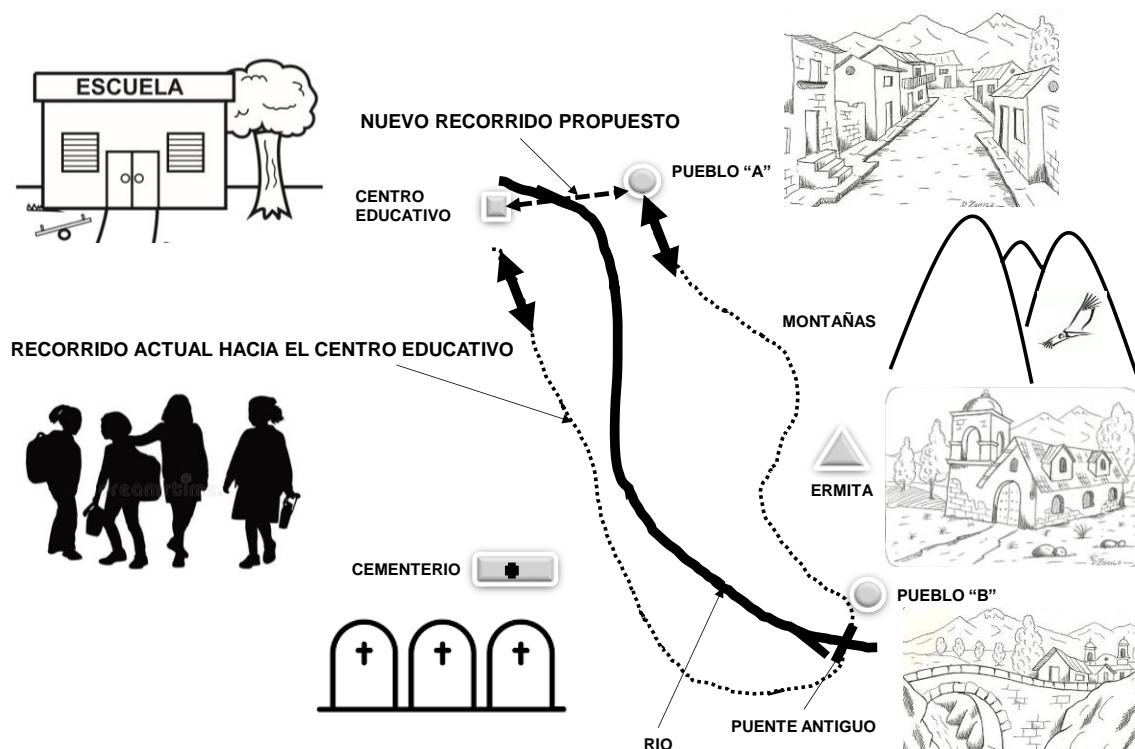 ESCUELA
NUEVO RECORRIDO PROPUESTO
PUEBLO “A”
CENTRO
EDUCATIVO
MONTAÑAS
RECORRIDO ACTUAL HACIA EL CENTRO EDUCATIVO
ERMITA
CEMENTERIO
PUEBLO “B”
PUENTE ANTIGUO
RIO